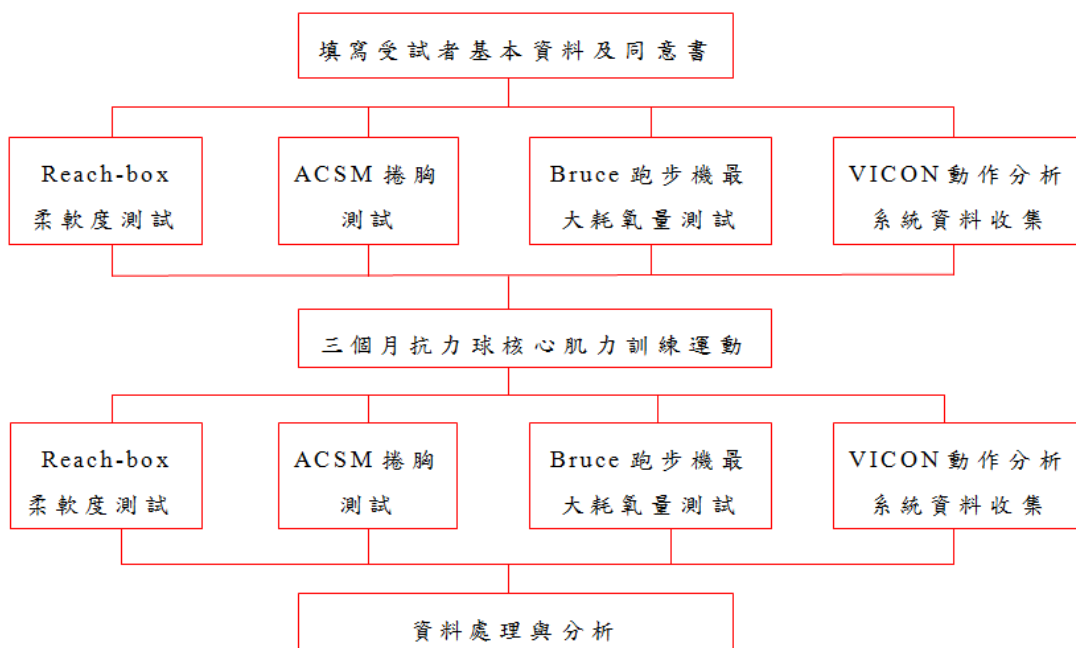 填寫受試者基本資料及同意書
Reach-box
柔軟度測試
ACSM 捲胸
測試
Bruce 跑步機最
大耗氧量測試
VICON 動作分析
系統資料收集
三個月抗力球核心肌力訓練運動
Reach-box
柔軟度測試
ACSM 捲胸
測試
Bruce 跑步機最
大耗氧量測試
VICON 動作分析
系統資料收集
資料處理與分析